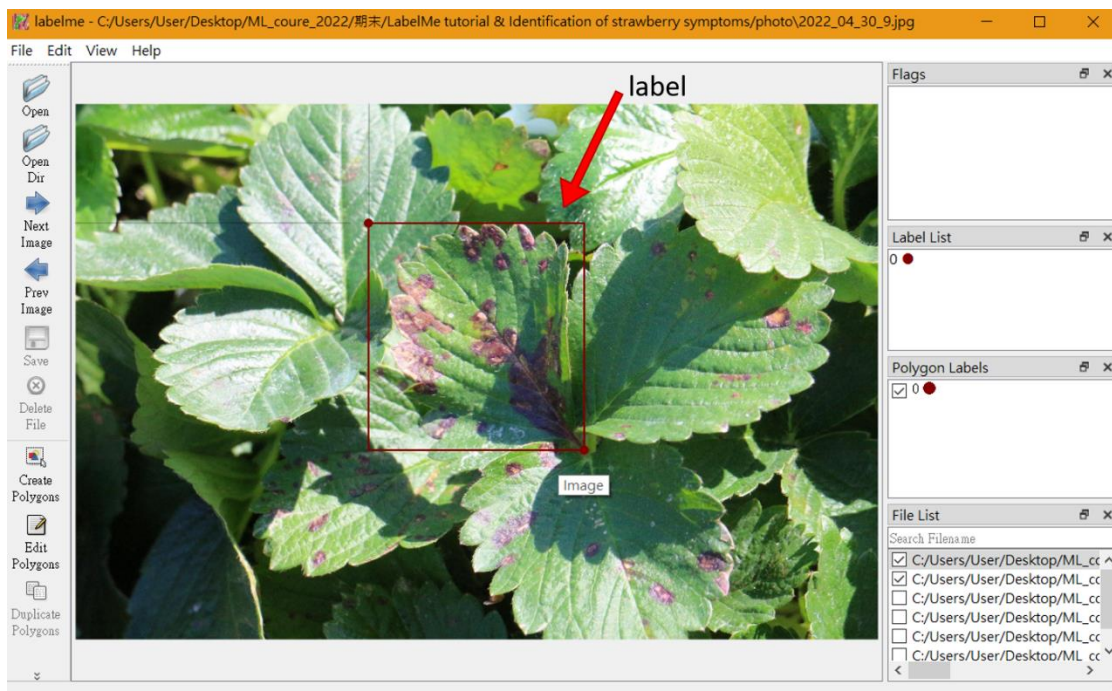 labelme - C:/Users/User/Desktop/ML_coure_2022/期末/LabelMe tutorial & Identification of strawberry symptoms/photo\2022_04_30_9.jpg
File Edit View Help
Open
Open
Dir
Next
Image
Prev
Image
Save
Delete
File
Create
Polygons
Edit
Polygons
Duplicate
Polygons
label
Image
Flags
Label List
0
Polygon Labels
0
File List
Search Filename
C:/Users/User/Desktop/ML_cc
C:/Users/User/Desktop/ML_cc
C:/Users/User/Desktop/ML_cc
C:/Users/User/Desktop/ML_cc
C:/Users/User/Desktop/ML_cc
C:/Users/User/Desktop/ML_cc